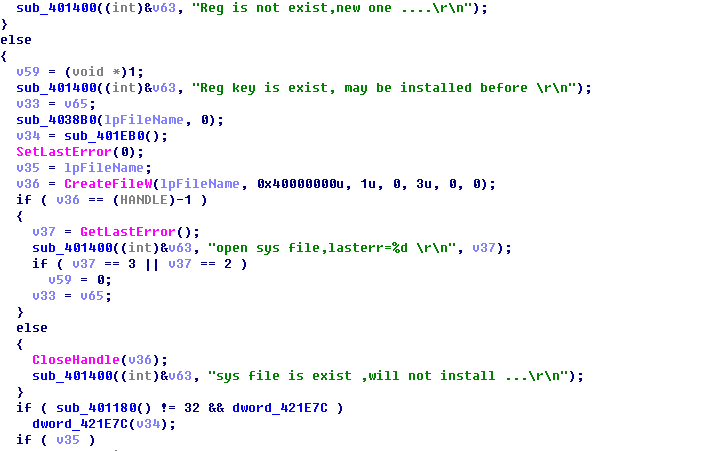 sub_401400((int)&v63, "Reg is not exist,new one ....\r\n");
}
else
{
v59 = (void *)1;
sub_401400((int)&v63, "Reg key is exist, may be installed before \r\n");
v33 = v65;
sub_4038B0(lpFileName, 0);
v34 = sub_401EB0();
SetLastError(0);
v35 = lpFileName;
v36 = CreateFileW(lpFileName, 0x40000000u, 1u, 0, 3u, 0, 0);
if ( v36 == (HANDLE)-1 )
{
v37 = GetLastError();
sub_401400((int)&v63, "open sys file,lasterr=%d \r\n", v37);
if ( v37 == 3 || v37 == 2 )
v59 = 0;
v33 = v65;
}
else
{
CloseHandle(v36);
sub_401400((int)&v63, "sys file is exist ,will not install ...\r\n");
}
if ( sub_401180() != 32 && dword_421E7C )
dword_421E7C(v34);
if ( v35 )